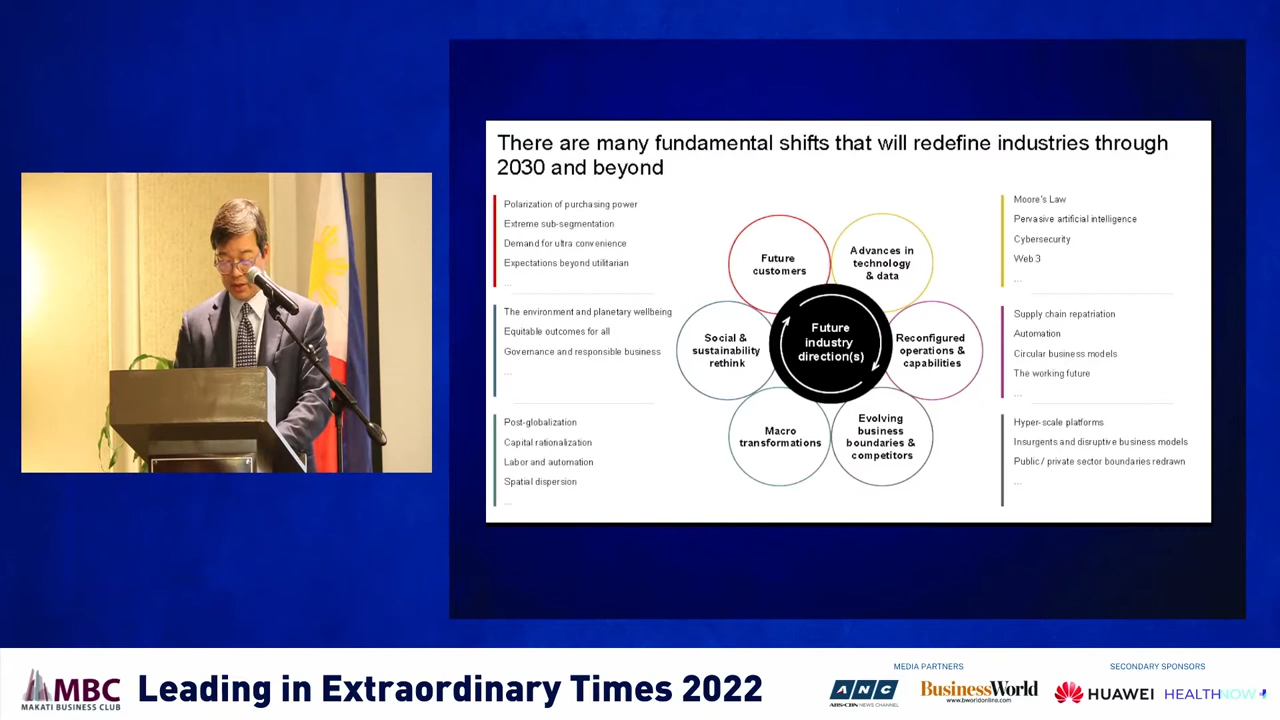 There are many fundamental shifts that will redefine industries through
2030 and beyond
Polarization of purchasing power
Extreme sub-segmentation
Demand for ultra convenience
Expectations beyond utilitarian
...
The environment and planetary wellbeing
Equitable outcomes for all
Governance and responsible business
...
Post-globalization
Capital rationalization
Labor and automation
Spatial dispersion
...
Future
customers
Advances in
technology
& data
Social &
sustainability
rethink
Future
industry
direction(s)
Reconfigured
operations &
capabilities
Macro
transformations
Evolving
business
boundaries &
competitors
Moore's Law
Pervasive artificial intelligence
Cybersecurity
Web 3
...
Supply chain repatriation
Automation
Circular business models
The working future
...
Hyper-scale platforms
Insurgents and disruptive business models
Public / private sector boundaries redrawn
...
MBC
MAKATI BUSINESS CLUB
Leading in Extraordinary Times 2022
MEDIA PARTNERS
ANC
ABS-CBN NEWS CHANNEL
BusinessWorld
www.bworldonline.com
SECONDARY SPONSORS
HUAWEI
HEALTHNOW